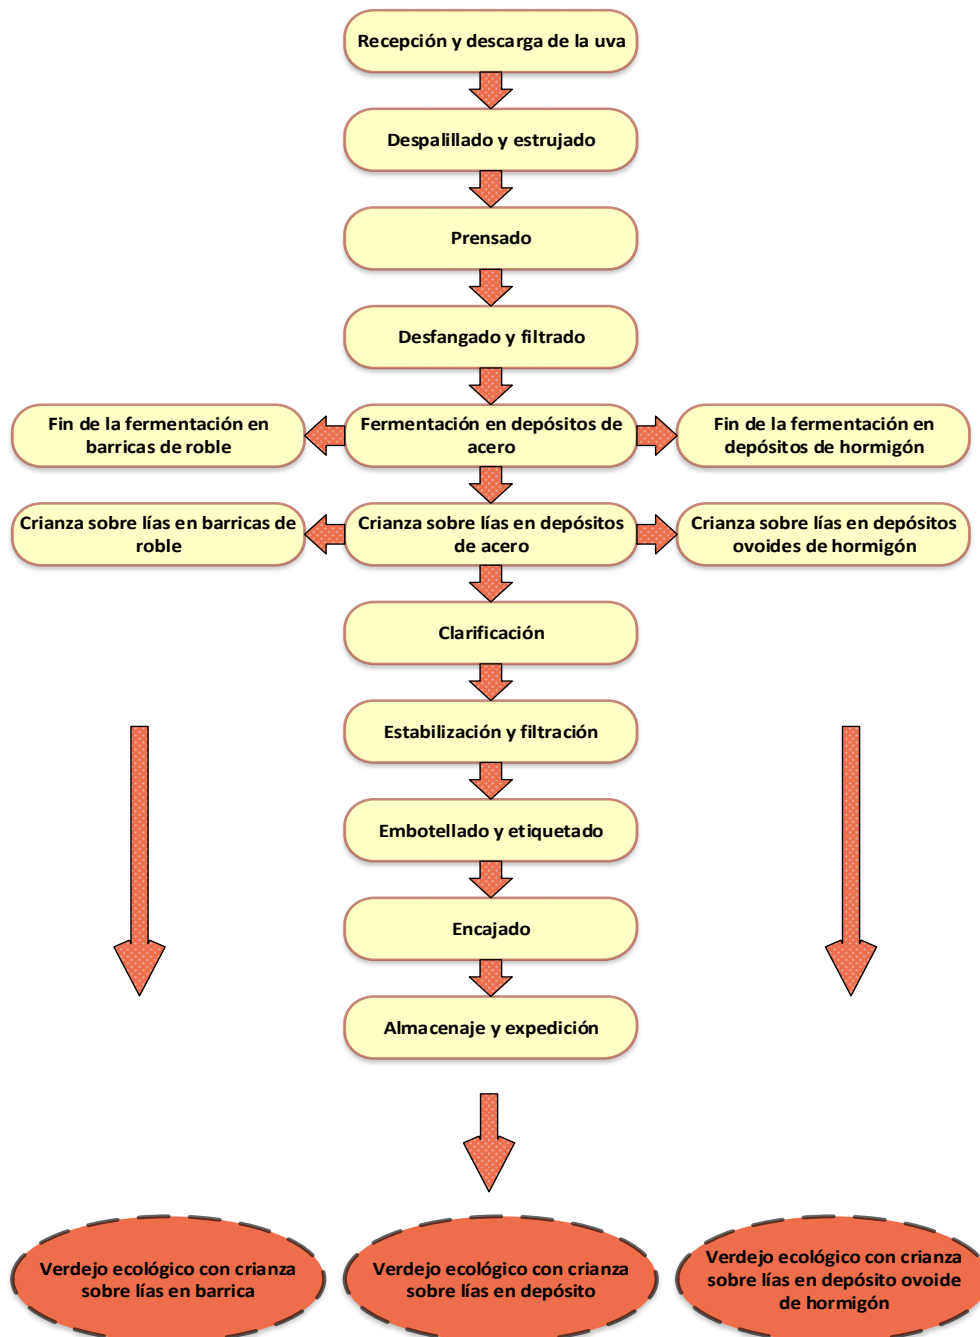 Recepción y descarga de la uva
Despalillado y estrujado
Prensado
Desfangado y filtrado
Fin de la fermentación en
barricas de roble
Fermentación en depósitos de
acero
Fin de la fermentación en
depósitos de hormigón
Crianza sobre lías en barricas de
roble
Crianza sobre lías en depósitos
de acero
Crianza sobre lías en depósitos
ovoides de hormigón
Clarificación
Estabilización y filtración
Embotellado y etiquetado
Encajado
Almacenaje y expedición
Verdejo ecológico con crianza
sobre lías en barrica
Verdejo ecológico con crianza
sobre lías en depósito
Verdejo ecológico con crianza
sobre lías en depósito ovoide
de hormigón